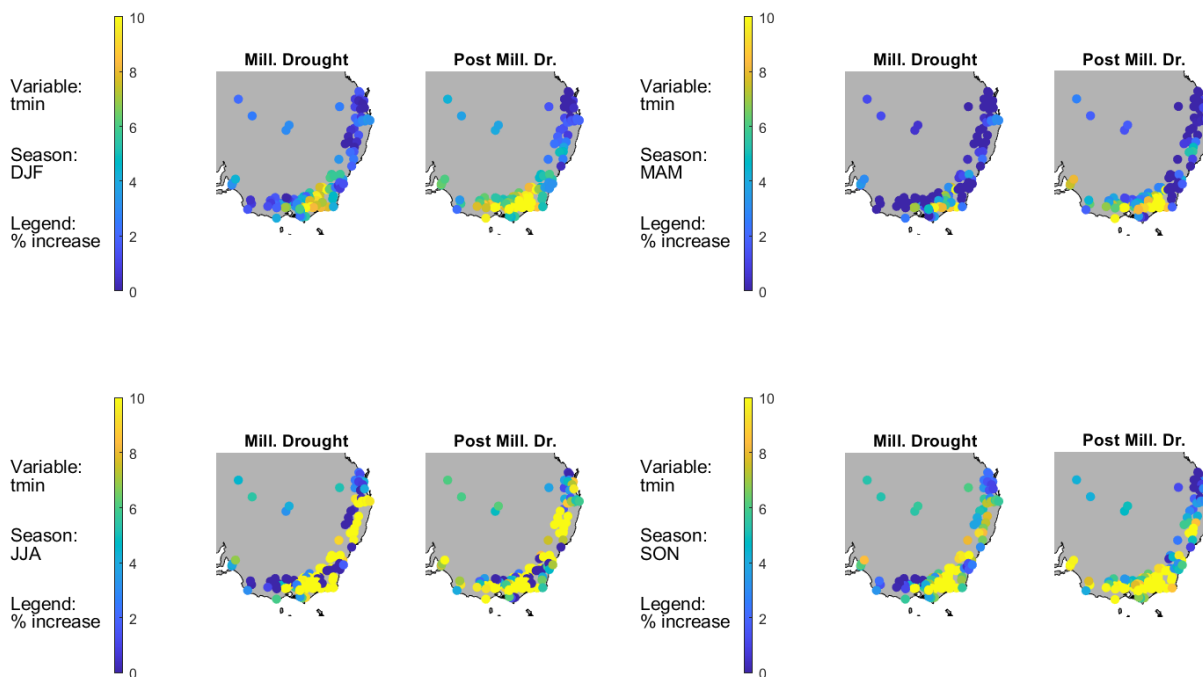 10
8
6
4
2
0
Variable:
tmin
Season:
DJF
Legend:
% increase
Mill. Drought
Post Mill. Dr.
10
8
6
4
2
0
Variable:
tmin
Season:
MAM
Legend:
% increase
Mill. Drought
Post Mill. Dr.
10
8
6
4
2
0
Variable:
tmin
Season:
JJA
Legend:
% increase
Mill. Drought
Post Mill. Dr.
10
8
6
4
2
0
Variable:
tmin
Season:
SON
Legend:
% increase
Mill. Drought
Post Mill. Dr.